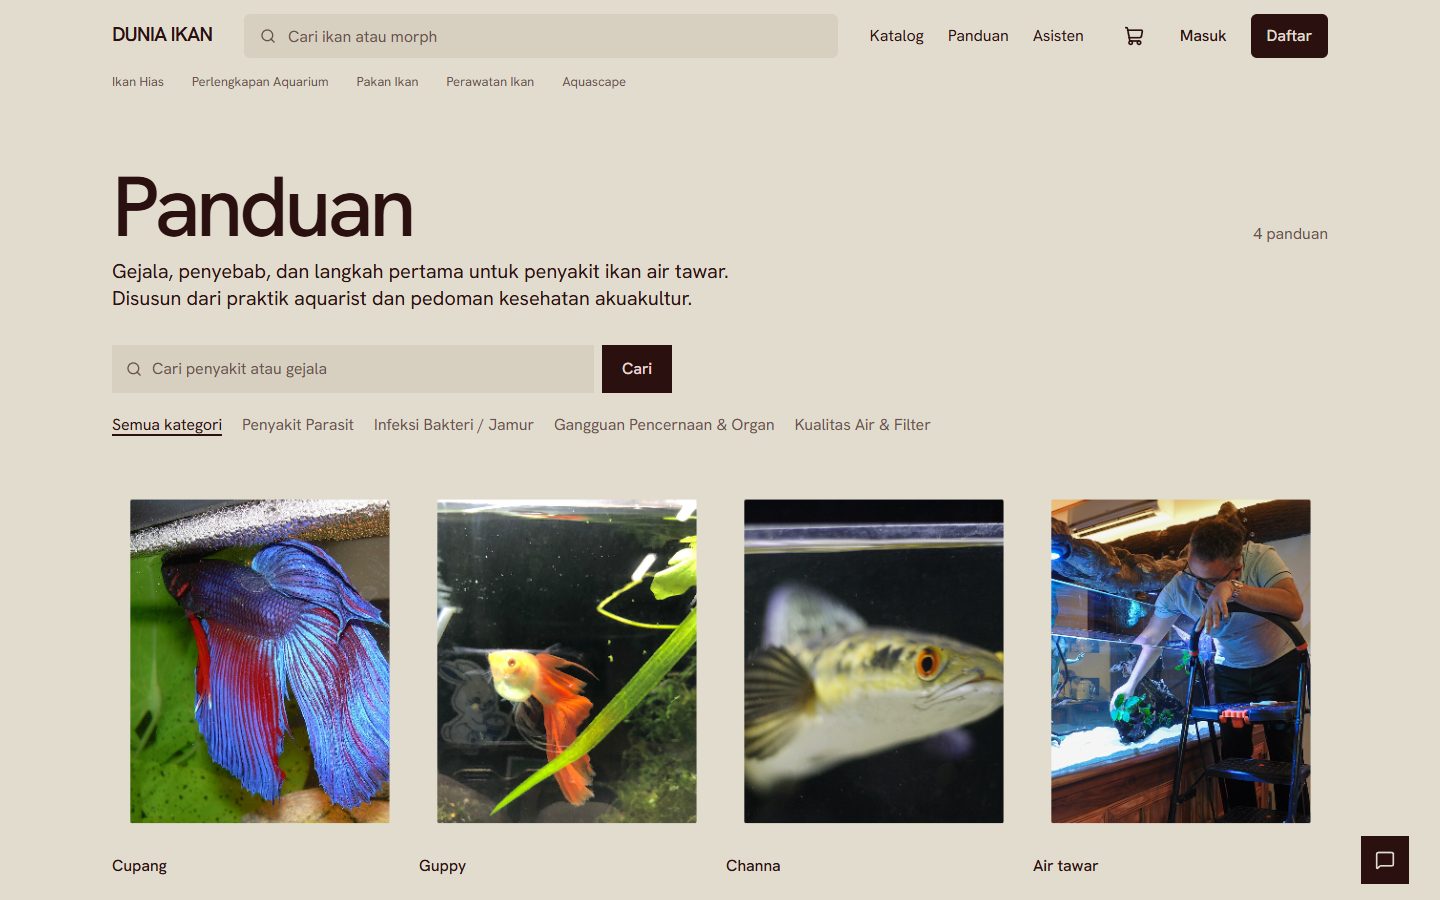 DUNIA IKAN
Cari ikan atau morph
Katalog
Panduan
Asisten
Masuk
Daftar
Ikan Hias
Perlengkapan Aquarium
Pakan Ikan
Perawatan Ikan
Aquascape
Panduan
4 panduan
Gejala, penyebab, dan langkah pertama untuk penyakit ikan air tawar.
Disusun dari praktik aquarist dan pedoman kesehatan akuakultur.
Cari penyakit atau gejala
Cari
Semua kategori
Penyakit Parasit
Infeksi Bakteri / Jamur
Gangguan Pencernaan & Organ
Kualitas Air & Filter
Cupang
Guppy
Channa
Air tawar